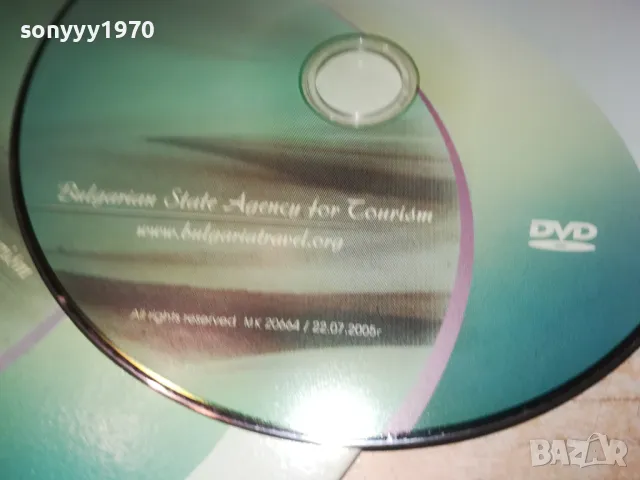 sonyyy1970
Bulgarian State Agency for Tourism
www.bulgariatravel.org
DVD
All rights reserved MK 20664 / 22.07.2005г
BAZAR